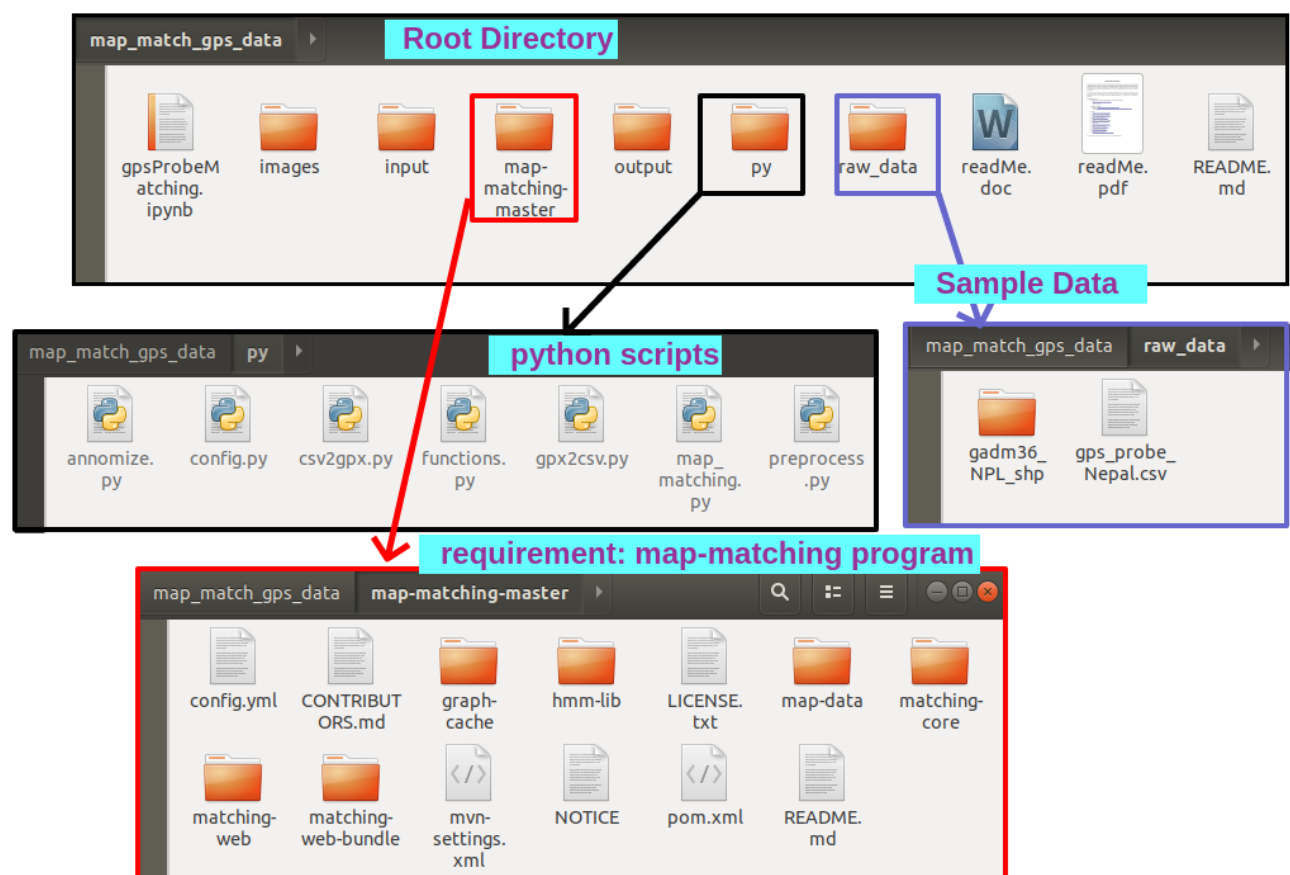 map_match_gps_data
Root Directory
gpsProbeM
atching.
ipynb
images
input
map-
matching-
master
output
py
raw_data
readMe.
doc
readMe.
pdf
README.
md
Sample Data
map_match_gps_data py
python scripts
annomize.
py
config.py
csv2gpx.py
functions.
py
gpx2csv.py
map_
matching.
py
preprocess
.py
map_match_gps_data raw_data
gadm36_
NPL_shp
gps_probe_
Nepal.csv
requirement: map-matching program
map_match_gps_data map-matching-master
config.yml
CONTRIBUT
ORS.md
graph-
cache
hmm-lib
LICENSE.
txt
map-data
matching-
core
matching-
web
matching-
web-bundle
mvn-
settings.
xml
NOTICE
pom.xml
README.
md